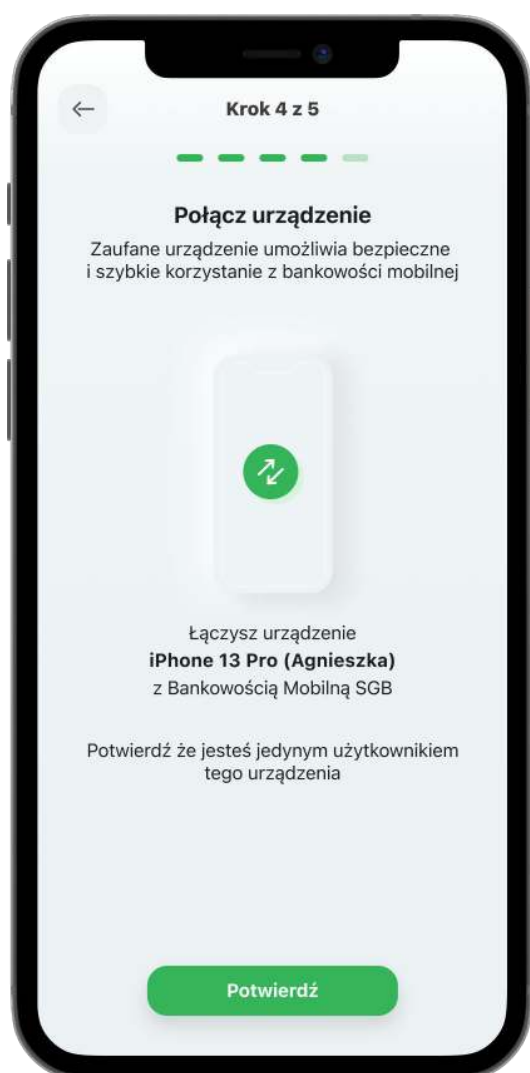 Krok 4 z 5
Połącz urządzenie
Zaufane urządzenie umożliwia bezpieczne
i szybkie korzystanie z bankowości mobilnej
Łączysz urządzenie
iPhone 13 Pro (Agnieszka)
z Bankowością Mobilną SGB
Potwierdź że jesteś jedynym użytkownikiem
tego urządzenia
Potwierdź